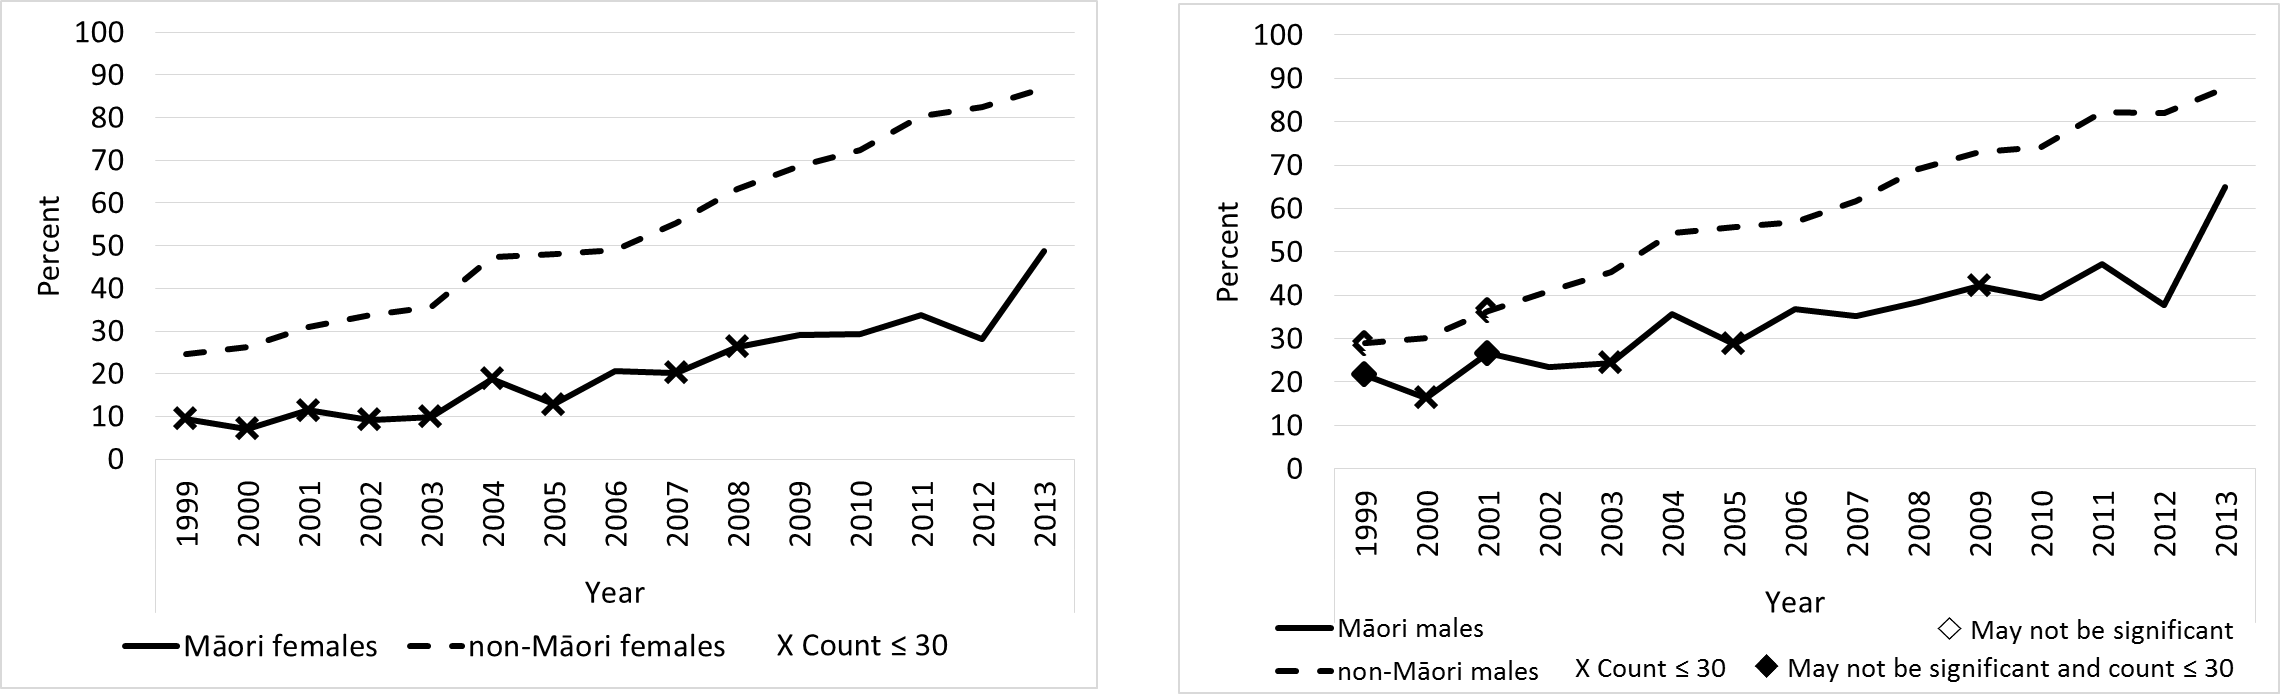 100
90
80
70
60
50
40
30
20
10
0
Percent
1999 2000 2001 2002 2003 2004 2005 2006 2007 2008 2009 2010 2011 2012 2013
Year
Māori females non-Māori females X Count ≤ 30
100
90
80
70
60
50
40
30
20
10
0
Percent
1999 2000 2001 2002 2003 2004 2005 2006 2007 2008 2009 2010 2011 2012 2013
Year
Māori males May not be significant
non-Māori males X Count ≤ 30 May not be significant and count ≤ 30